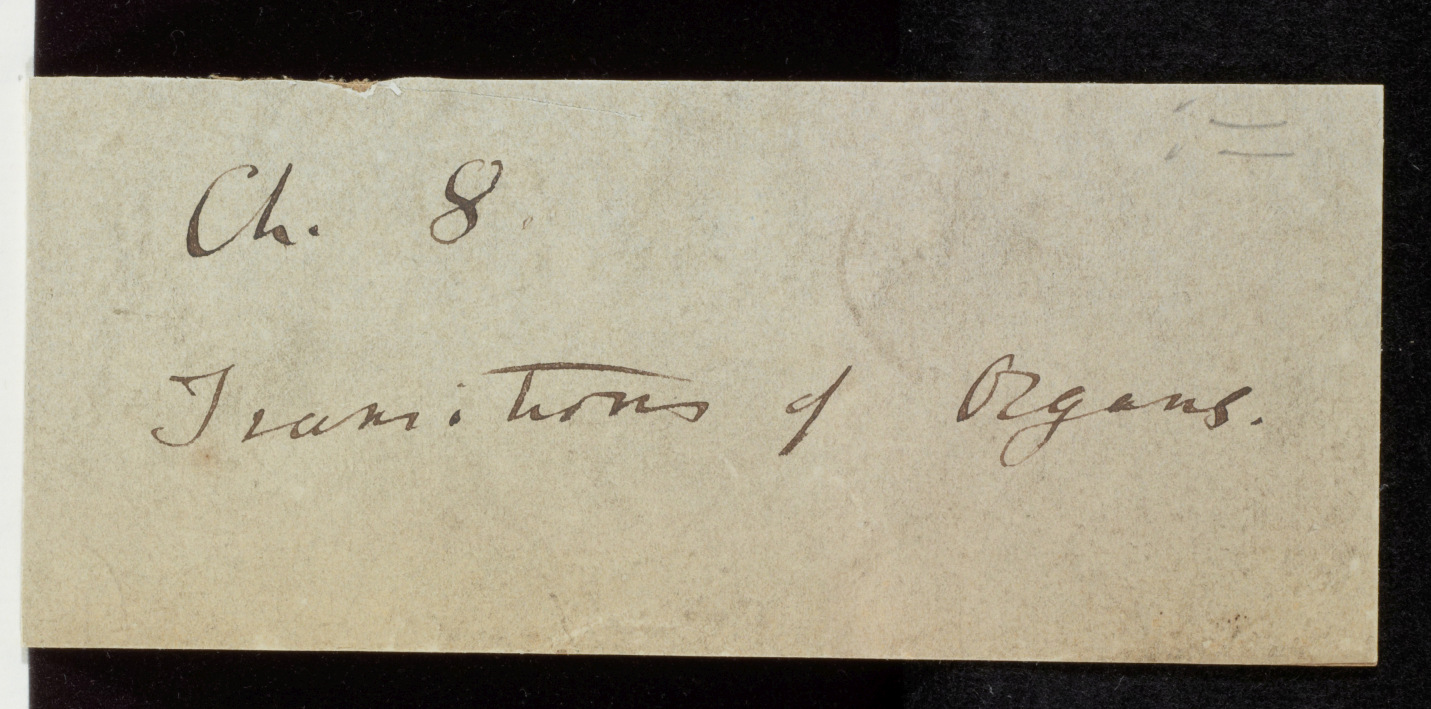 Ch. 8.
Transitions of Organs.